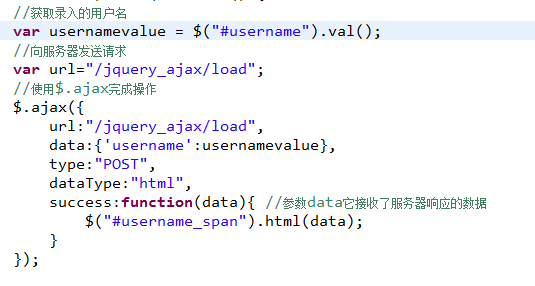 //获取录入的用户名
var usernamevalue = $("#username").val();
//向服务器发送请求
var url="/jquery_ajax/load";
//使用$.ajax完成操作
$.ajax({
    url:"/jquery_ajax/load",
    data:{'username':usernamevalue},
    type:"POST",
    dataType:"html",
    success:function(data){ //参数data它接收了服务器响应的数据
        $("#username_span").html(data);
    }
});